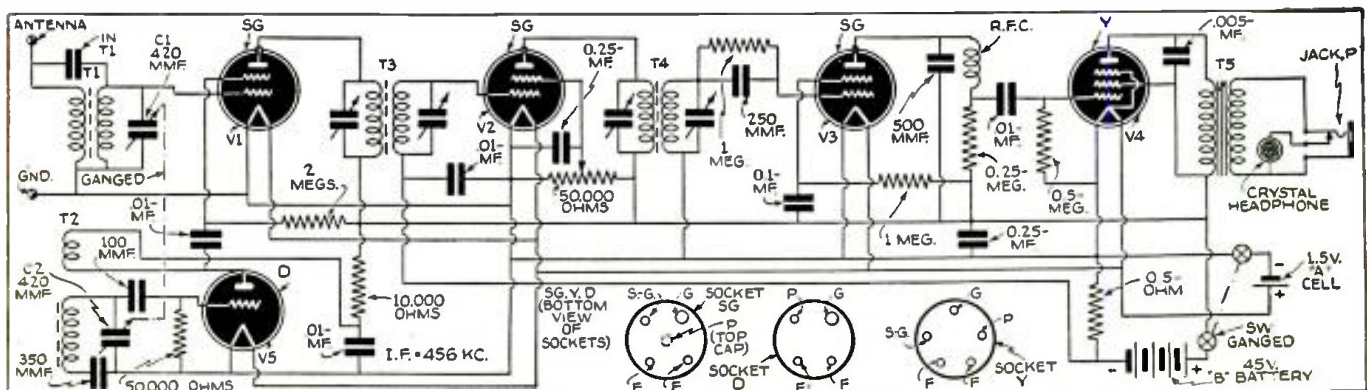 ANTENNA
IN
T1
T1
C1
420
MMF.
SG
V1
T3
SG
V2
0.25-
MF.
T4
1
MEG.
250
MMF.
SG
V3
500
MMF.
R.F.C.
.01-
MF.
0.25-
MEG.
0.5-
MEG.
Y
V4
.005-
MF.
T5
JACK, P
CRYSTAL
HEADPHONE
GND.
GANGED
2
MEGS.
.01-
MF.
50,000
OHMS
0.1-
MF.
1 MEG.
0.25-
MF.
T2
.01-
MF.
100
MMF.
C2
420
MMF.
350
MMF.
50,000 OHMS
D
V5
10,000
OHMS
.01-
MF.
I.F.=456 KC.
SG, Y, D
(BOTTOM
VIEW
OF
SOCKETS)
S-G.
G
SOCKET
SG
P
(TOP
CAP)
F
F
P
G
SOCKET
D
F
F
G
S-G.
P
F
F
SOCKET
Y
0.5-
OHM
-
1.5V.
"A"
CELL
+
SW.
GANGED
-
+
45V.
"B" BATTERY